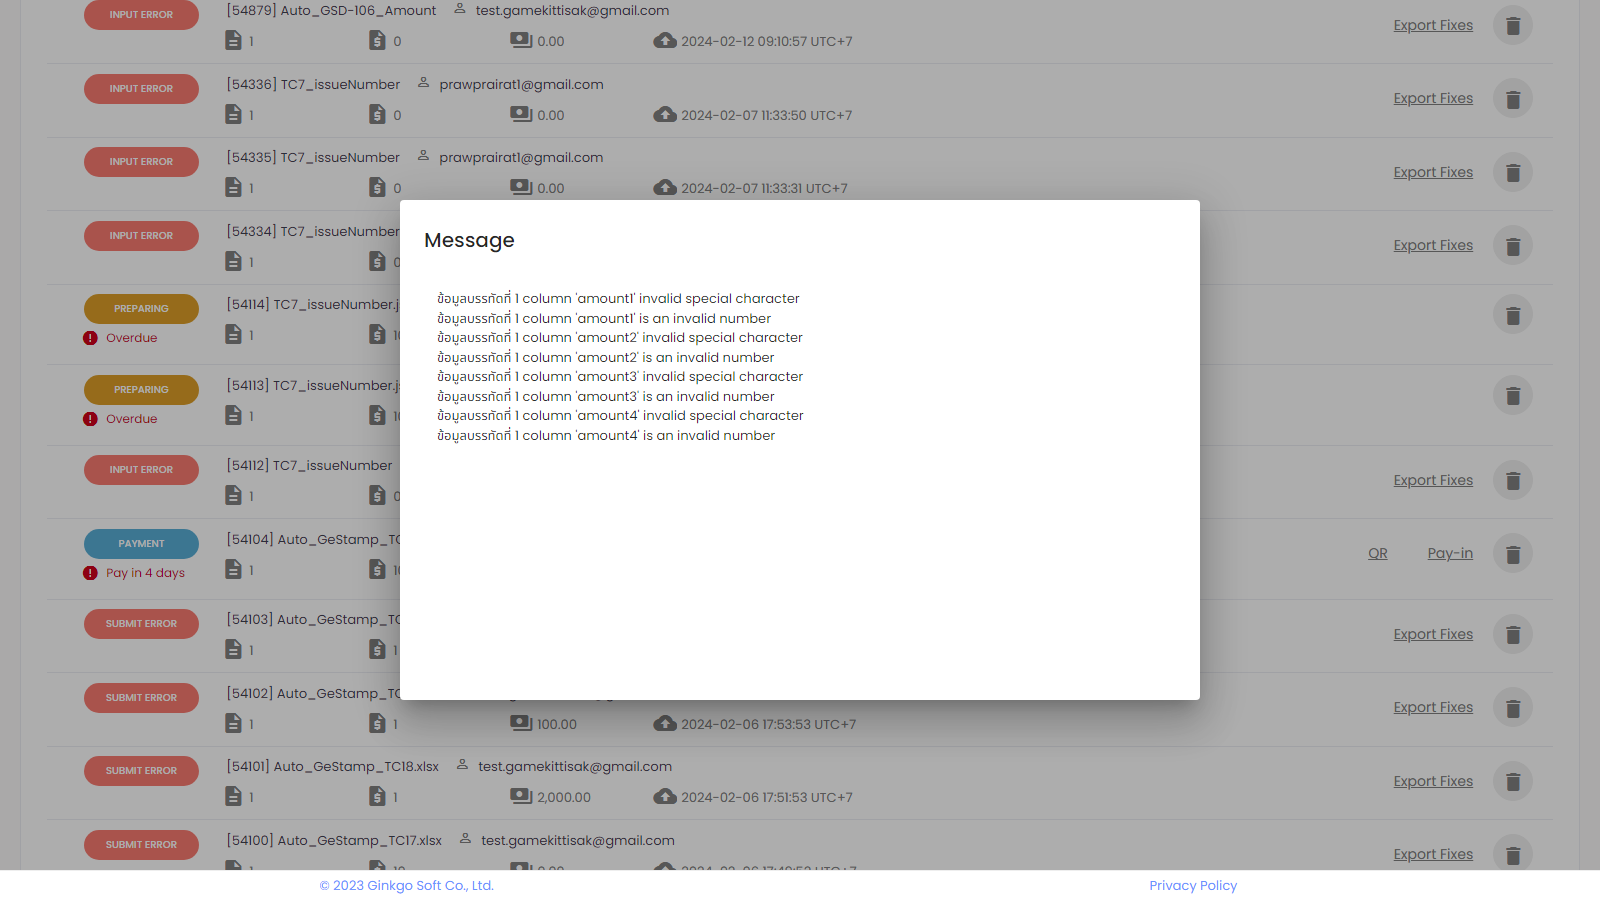 INPUT ERROR [54879] Auto_GSD-106_Amount test.gamekittisak@gmail.com
1 0 0.00 2024-02-12 09:10:57 UTC+7 Export Fixes
INPUT ERROR [54336] TC7_issueNumber prawprairat1@gmail.com
1 0 0.00 2024-02-07 11:33:50 UTC+7 Export Fixes
INPUT ERROR [54335] TC7_issueNumber prawprairat1@gmail.com
1 0 0.00 2024-02-07 11:33:31 UTC+7 Export Fixes
INPUT ERROR [54334] TC7_issueNumber
1 0 Export Fixes
PREPARING [54114] TC7_issueNumber.j
Overdue 1
PREPARING [54113] TC7_issueNumber.j
Overdue 1
INPUT ERROR [54112] TC7_issueNumber
1 0 Export Fixes
PAYMENT [54104] Auto_GeStamp_TC
QR Pay-in
Pay in 4 days 1
SUBMIT ERROR [54103] Auto_GeStamp_TC
1 1 Export Fixes
SUBMIT ERROR [54102] Auto_GeStamp_TC
1 1 100.00 2024-02-06 17:53:53 UTC+7 Export Fixes
SUBMIT ERROR [54101] Auto_GeStamp_TC18.xlsx test.gamekittisak@gmail.com
1 1 2,000.00 2024-02-06 17:51:53 UTC+7 Export Fixes
SUBMIT ERROR [54100] Auto_GeStamp_TC17.xlsx test.gamekittisak@gmail.com
Export Fixes
Message
ข้อมูลบรรทัดที่ 1 column 'amount1' invalid special character
ข้อมูลบรรทัดที่ 1 column 'amount1' is an invalid number
ข้อมูลบรรทัดที่ 1 column 'amount2' invalid special character
ข้อมูลบรรทัดที่ 1 column 'amount2' is an invalid number
ข้อมูลบรรทัดที่ 1 column 'amount3' invalid special character
ข้อมูลบรรทัดที่ 1 column 'amount3' is an invalid number
ข้อมูลบรรทัดที่ 1 column 'amount4' invalid special character
ข้อมูลบรรทัดที่ 1 column 'amount4' is an invalid number
© 2023 Ginkgo Soft Co., Ltd. Privacy Policy